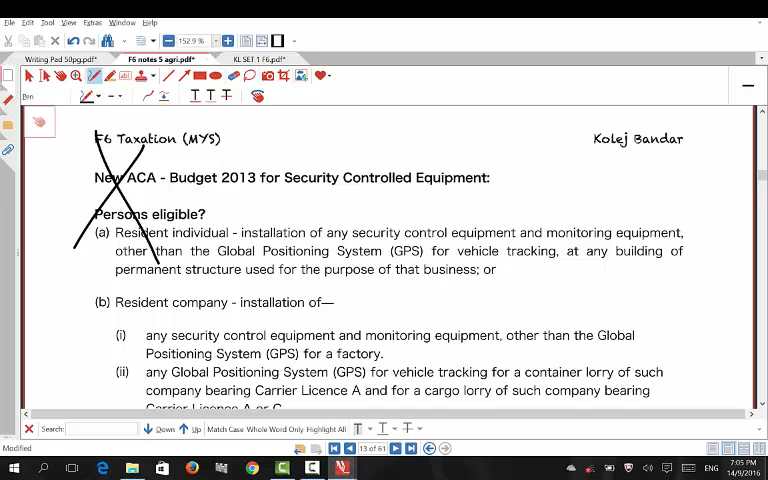 File Edit Tool View Extras Window Help
152.9%
Writing Pad 50pg.pdf* F6 notes 5 agri.pdf* KL SET 1 F6.pdf*
Pen
F6 Taxation (MYS) Kolej Bandar
New ACA - Budget 2013 for Security Controlled Equipment:
Persons eligible?
(a) Resident individual - installation of any security control equipment and monitoring equipment,
other than the Global Positioning System (GPS) for vehicle tracking, at any building of
permanent structure used for the purpose of that business; or
(b) Resident company - installation of—
(i) any security control equipment and monitoring equipment, other than the Global
Positioning System (GPS) for a factory.
(ii) any Global Positioning System (GPS) for vehicle tracking for a container lorry of such
company bearing Carrier Licence A and for a cargo lorry of such company bearing
Carrier Licence A or C
Search: Down Up Match Case Whole Word Only Highlight All
Modified 13 of 61
ENG 7:05 PM
14/9/2016